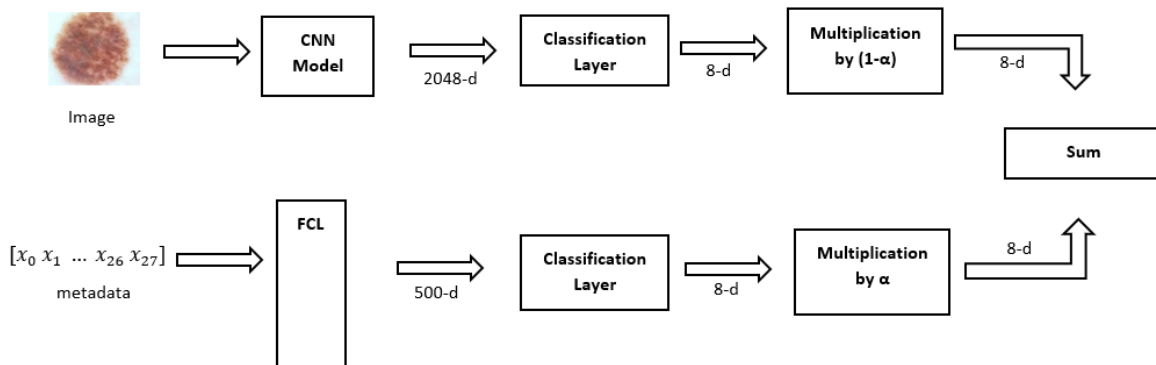 Image
CNN
Model
2048-d
Classification
Layer
8-d
Multiplication
by (1-α)
8-d
Sum
[x₀ x₁ … x₂₆ x₂₇]
metadata
FCL
500-d
Classification
Layer
8-d
Multiplication
by α
8-d